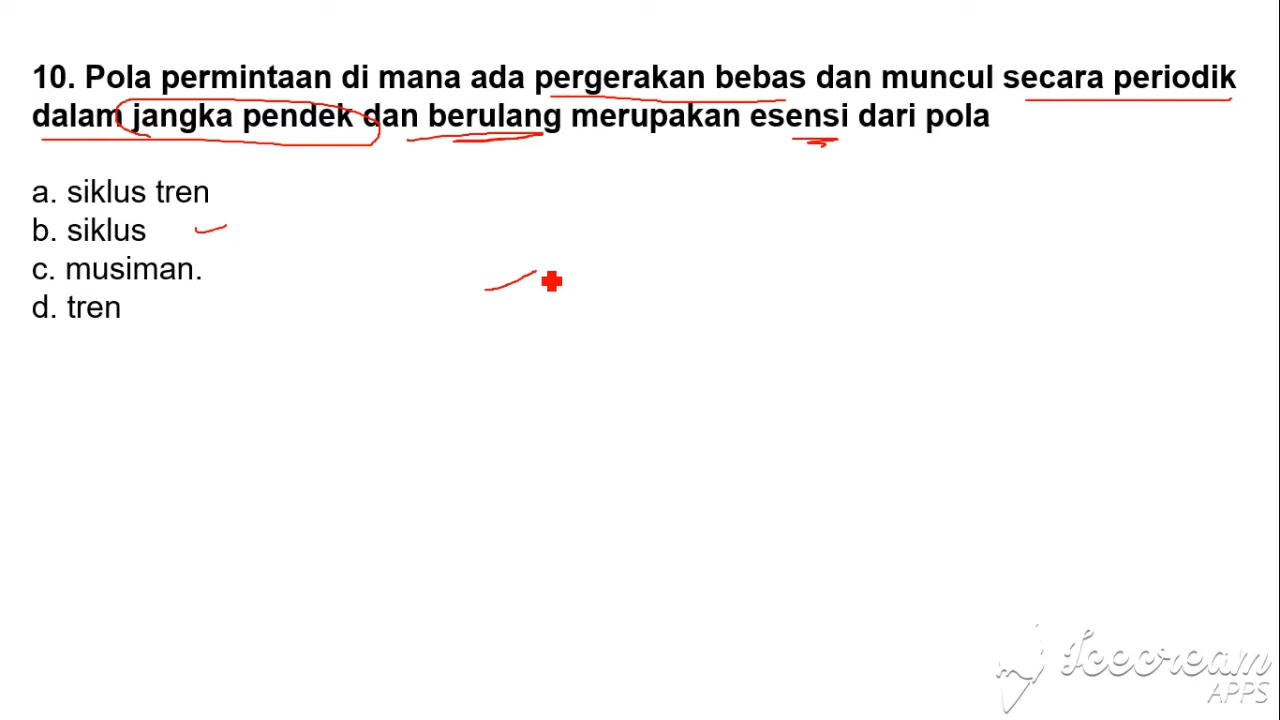 10. Pola permintaan di mana ada pergerakan bebas dan muncul secara periodik
dalam jangka pendek dan berulang merupakan esensi dari pola
a. siklus tren
b. siklus
c. musiman.
d. tren
Icecream
APPS